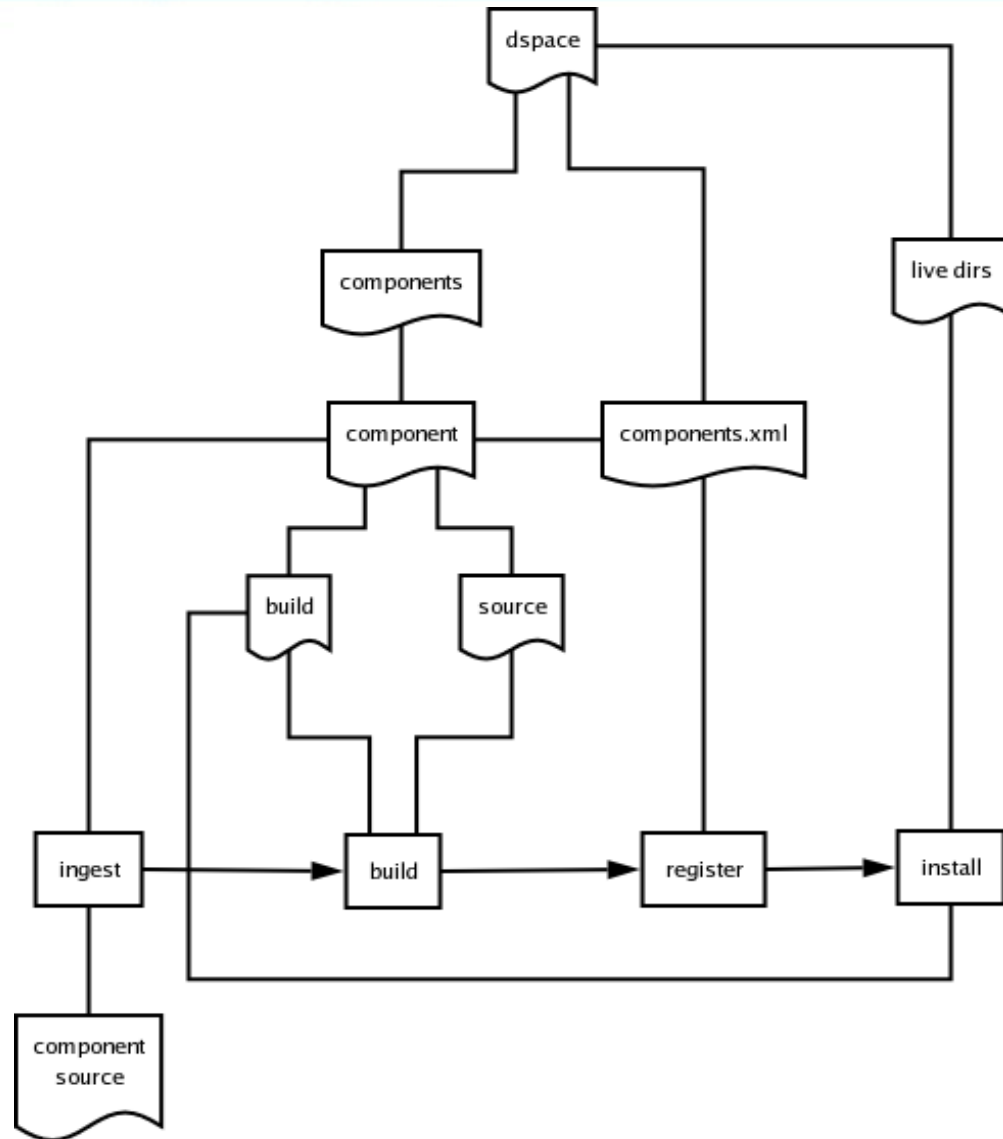 dspace
components
live dirs
component
components.xml
build
source
ingest
build
register
install
component
source